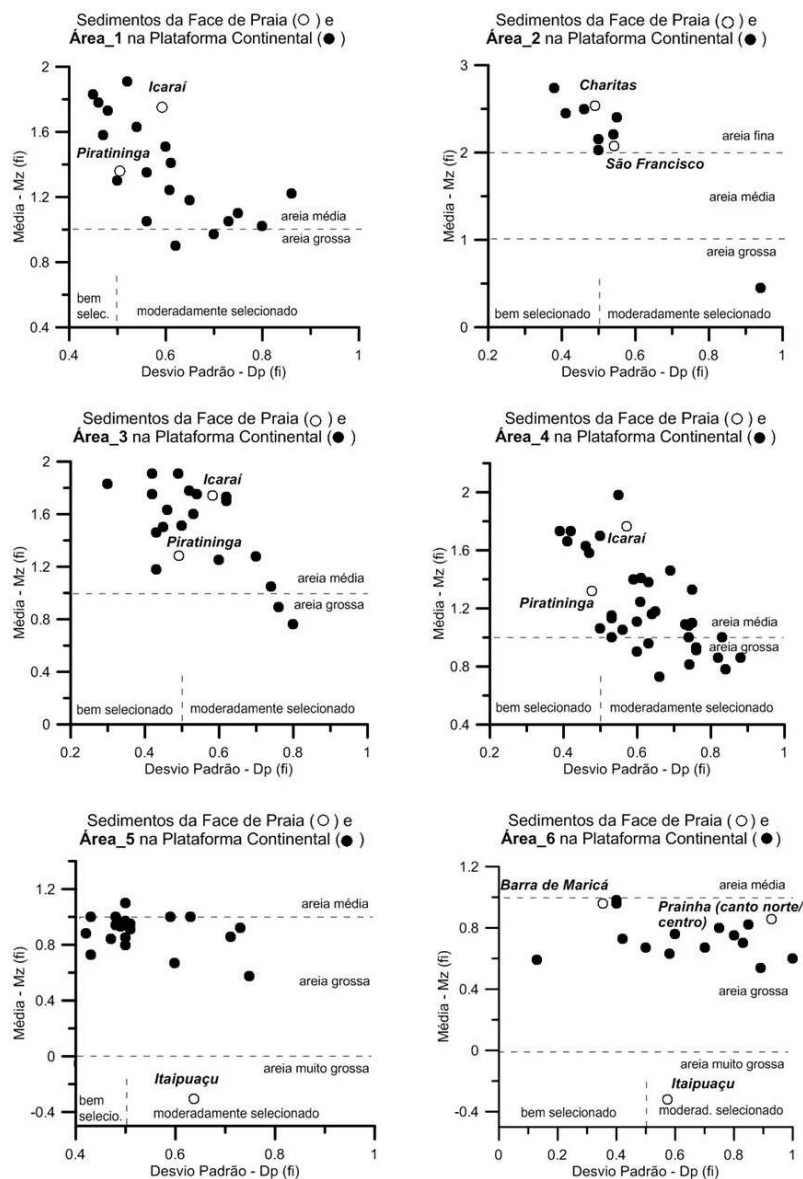 Sedimentos da Face de Praia (○) e
Área_1 na Plataforma Continental (●)
2
1.6
1.2
0.8
0.4
Média - Mz (fi)
Icaraí
Piratininga
areia média
areia grossa
bem
selec.
moderadamente selecionado
0.4
0.6
0.8
1
Desvio Padrão - Dp (fi)
Sedimentos da Face de Praia (○) e
Área_2 na Plataforma Continental (●)
3
2
1
0
Média - Mz (fi)
Charitas
areia fina
São Francisco
areia média
areia grossa
bem selecionado
moderadamente selecionado
0.2
0.4
0.6
0.8
1
Desvio Padrão - Dp (fi)
Sedimentos da Face de Praia (○) e
Área_3 na Plataforma Continental (●)
2
1.6
1.2
0.8
0.4
0
Média - Mz (fi)
Icaraí
Piratininga
areia média
areia grossa
bem selecionado
moderadamente selecionado
0.2
0.4
0.6
0.8
1
Desvio Padrão - Dp (fi)
Sedimentos da Face de Praia (○) e
Área_4 na Plataforma Continental (●)
2
1.6
1.2
0.8
0.4
Média - Mz (fi)
Icaraí
Piratininga
areia média
areia grossa
bem selecionado
moderadamente selecionado
0.2
0.4
0.6
0.8
1
Desvio Padrão - Dp (fi)
Sedimentos da Face de Praia (○) e
Área_5 na Plataforma Continental (●)
1.2
0.8
0.4
0
-0.4
Média - Mz (fi)
areia média
areia grossa
areia muito grossa
Itaipuaçu
bem
selecio.
moderadamente selecionado
0.4
0.6
0.8
1
Desvio Padrão - Dp (fi)
Sedimentos da Face de Praia (○) e
Área_6 na Plataforma Continental (●)
1.2
0.8
0.4
0
-0.4
Média - Mz (fi)
Barra de Maricá
areia média
Prainha (canto norte/
centro)
areia grossa
areia muito grossa
Itaipuaçu
bem selecionado
moderad. selecionado
0
0.2
0.4
0.6
0.8
1
Desvio Padrão - Dp (fi)